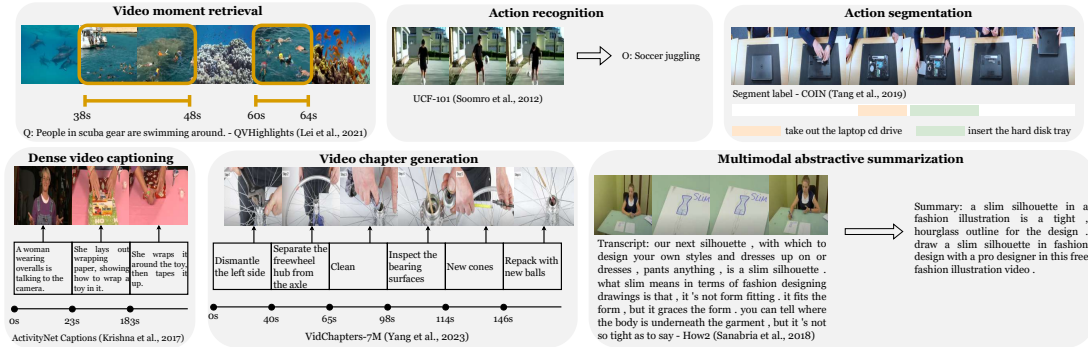 Video moment retrieval
38s
48s
60s
64s
Q: People in scuba gear are swimming around. - QVHighlights (Lei et al., 2021)
Action recognition
O: Soccer juggling
UCF-101 (Soomro et al., 2012)
Action segmentation
Segment label - COIN (Tang et al., 2019)
take out the laptop cd drive
insert the hard disk tray
Dense video captioning
A woman
wearing
overalls is
talking to the
camera.
She lays out
wrapping
paper, showing
how to wrap a
toy in it.
She wraps it
around the toy,
then tapes it
up.
0s
23s
183s
ActivityNet Captions (Krishna et al., 2017)
Video chapter generation
Dismantle
the left side
Separate the
freewheel
hub from
the axle
Clean
Inspect the
bearing
surfaces
New cones
Repack with
new balls
0s
40s
65s
98s
114s
146s
VidChapters-7M (Yang et al., 2023)
Multimodal abstractive summarization
SLIM
SLIM
Transcript: our next silhouette , with which to
design your own styles and dresses up on or
dresses , pants anything , is a slim silhouette .
what slim means in terms of fashion designing
drawings is that , it 's not form fitting . it fits the
form , but it graces the form . you can tell where
the body is underneath the garment , but it 's not
so tight as to say - How2 (Sanabria et al., 2018)
Summary: a slim silhouette in a
fashion illustration is a tight ,
hourglass outline for the design .
draw a slim silhouette in fashion
design with a pro designer in this free
fashion illustration video .